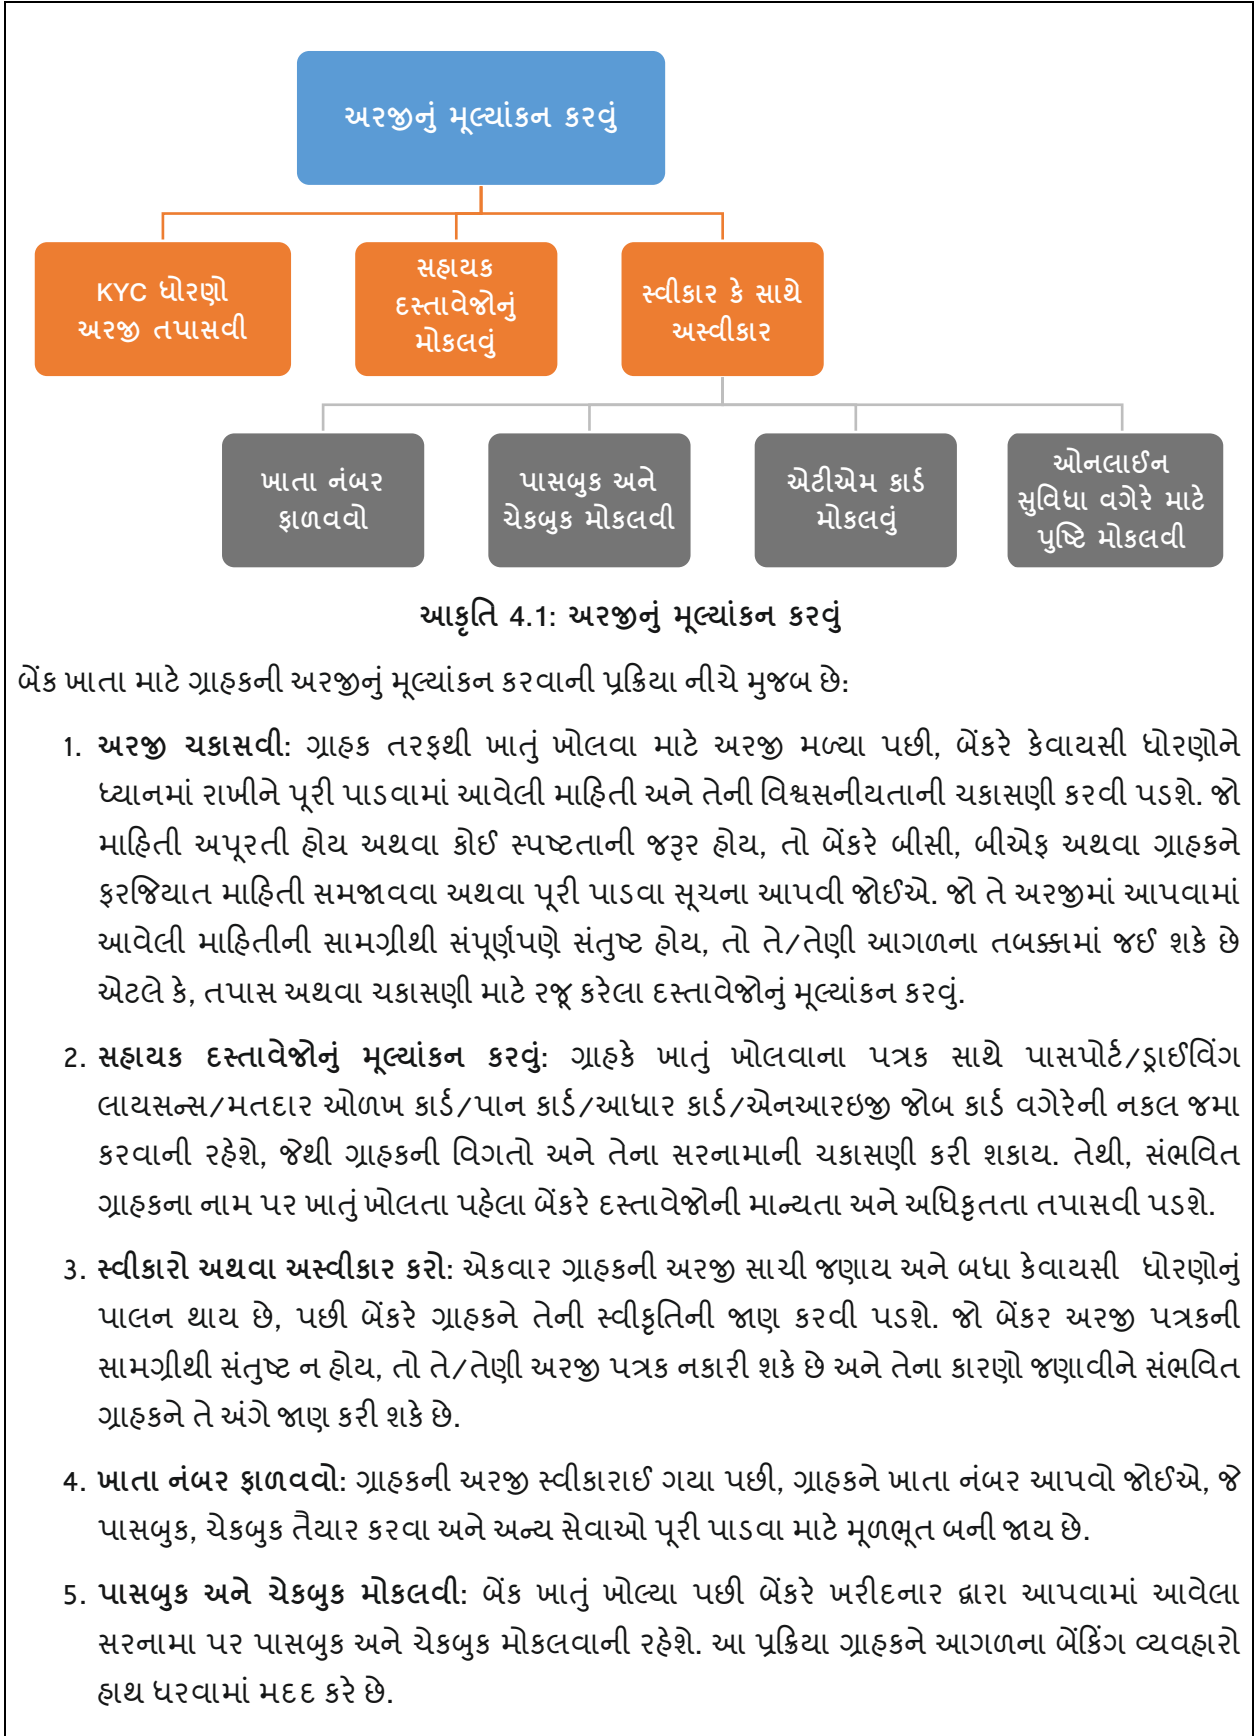 અરજીનું મૂલ્યાંકન કરવું
KYC ધોરણો
અરજી તપાસવી
સહાયક
દસ્તાવેજોનું
મોકલવું
સ્વીકાર કે સાથે
અસ્વીકાર
ખાતા નંબર
ફાળવવો
પાસબુક અને
ચેકબુક મોકલવી
એટીએમ કાર્ડ
મોકલવું
ઓનલાઈન
સુવિધા વગેરે માટે
પુષ્ટિ મોકલવી
આકૃતિ 4.1: અરજીનું મૂલ્યાંકન કરવું
બેંક ખાતા માટે ગ્રાહકની અરજીનું મૂલ્યાંકન કરવાની પ્રક્રિયા નીચે મુજબ છે:
1. અરજી ચકાસવી: ગ્રાહક તરફથી ખાતું ખોલવા માટે અરજી મળ્યા પછી, બેંકરે કેવાયસી ધોરણોને
ધ્યાનમાં રાખીને પૂરી પાડવામાં આવેલી માહિતી અને તેની વિશ્વસનીયતાની ચકાસણી કરવી પડશે. જો
માહિતી અપૂરતી હોય અથવા કોઈ સ્પષ્ટતાની જરૂર હોય, તો બેંકરે બીસી, બીએફ અથવા ગ્રાહકને
ફરજિયાત માહિતી સમજાવવા અથવા પૂરી પાડવા સૂચના આપવી જોઈએ. જો તે અરજીમાં આપવામાં
આવેલી માહિતીની સામગ્રીથી સંપૂર્ણપણે સંતુષ્ટ હોય, તો તે/તેણી આગળના તબક્કામાં જઈ શકે છે
એટલે કે, તપાસ અથવા ચકાસણી માટે રજૂ કરેલા દસ્તાવેજોનું મૂલ્યાંકન કરવું.
2. સહાયક દસ્તાવેજોનું મૂલ્યાંકન કરવું: ગ્રાહકે ખાતું ખોલવાના પત્રક સાથે પાસપોર્ટ/ડ્રાઈવિંગ
લાયસન્સ/મતદાર ઓળખ કાર્ડ/પાન કાર્ડ/આધાર કાર્ડ/એનઆરઇજી જોબ કાર્ડ વગેરેની નકલ જમા
કરવાની રહેશે, જેથી ગ્રાહકની વિગતો અને તેના સરનામાની ચકાસણી કરી શકાય. તેથી, સંભવિત
ગ્રાહકના નામ પર ખાતું ખોલતા પહેલા બેંકરે દસ્તાવેજોની માન્યતા અને અધિકૃતતા તપાસવી પડશે.
3. સ્વીકારો અથવા અસ્વીકાર કરો: એકવાર ગ્રાહકની અરજી સાચી જણાય અને બધા કેવાયસી ધોરણોનું
પાલન થાય છે, પછી બેંકરે ગ્રાહકને તેની સ્વીકૃતિની જાણ કરવી પડશે. જો બેંકર અરજી પત્રકની
સામગ્રીથી સંતુષ્ટ ન હોય, તો તે/તેણી અરજી પત્રક નકારી શકે છે અને તેના કારણો જણાવીને સંભવિત
ગ્રાહકને તે અંગે જાણ કરી શકે છે.
4. ખાતા નંબર ફાળવવો: ગ્રાહકની અરજી સ્વીકારાઈ ગયા પછી, ગ્રાહકને ખાતા નંબર આપવો જોઈએ, જે
પાસબુક, ચેકબુક તૈયાર કરવા અને અન્ય સેવાઓ પૂરી પાડવા માટે મૂળભૂત બની જાય છે.
5. પાસબુક અને ચેકબુક મોકલવી: બેંક ખાતું ખોલ્યા પછી બેંકરે ખરીદનાર દ્વારા આપવામાં આવેલા
સરનામા પર પાસબુક અને ચેકબુક મોકલવાની રહેશે. આ પ્રક્રિયા ગ્રાહકને આગળના બેંકિંગ વ્યવહારો
હાથ ધરવામાં મદદ કરે છે.